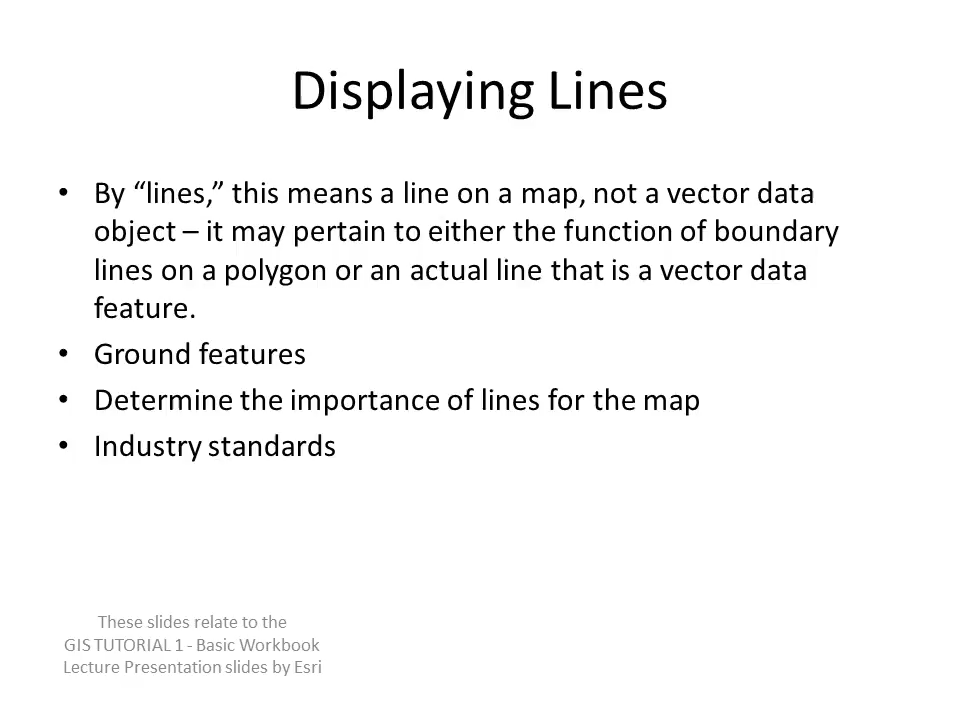 Displaying Lines
• By “lines,” this means a line on a map, not a vector data
object – it may pertain to either the function of boundary
lines on a polygon or an actual line that is a vector data
feature.
• Ground features
• Determine the importance of lines for the map
• Industry standards
These slides relate to the
GIS TUTORIAL 1 - Basic Workbook
Lecture Presentation slides by Esri